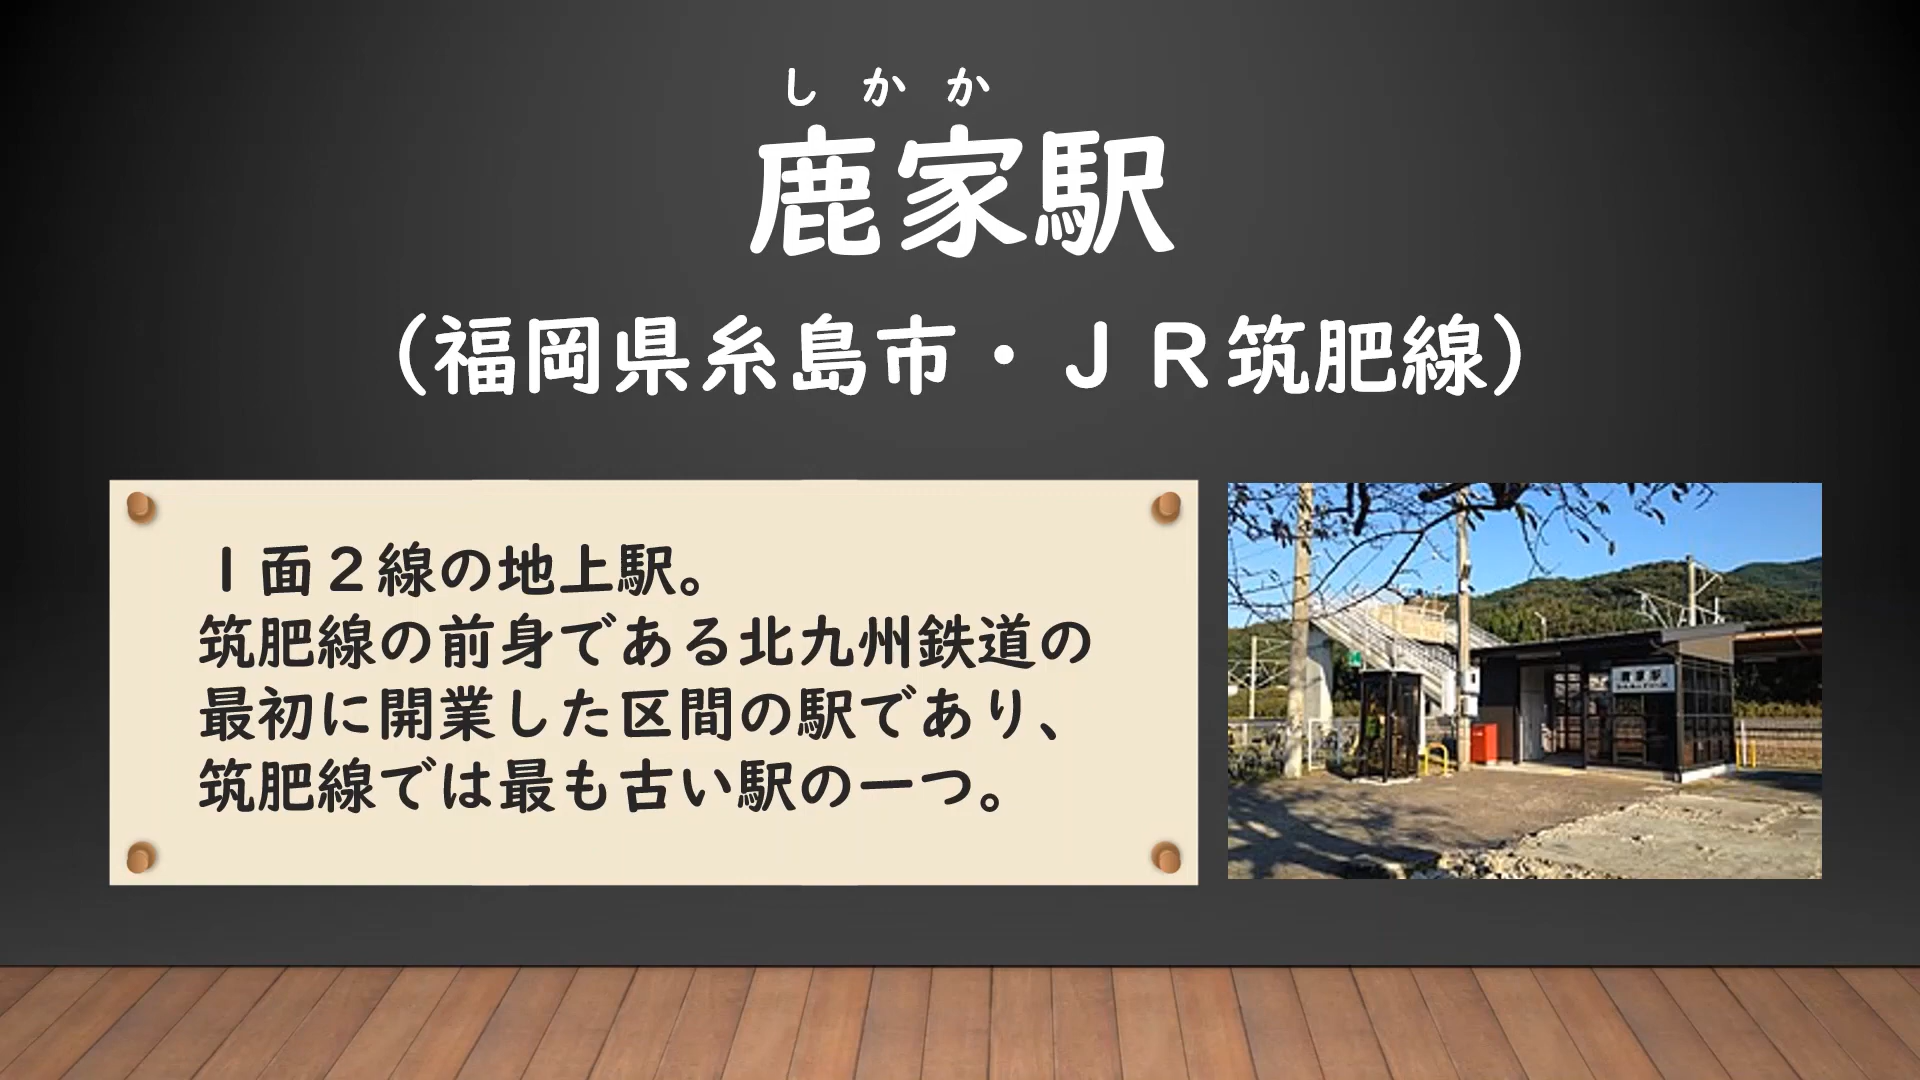 しかか
鹿家駅
（福岡県糸島市・ＪＲ筑肥線）
１面２線の地上駅。
筑肥線の前身である北九州鉄道の
最初に開業した区間の駅であり、
筑肥線では最も古い駅の一つ。
鹿家駅